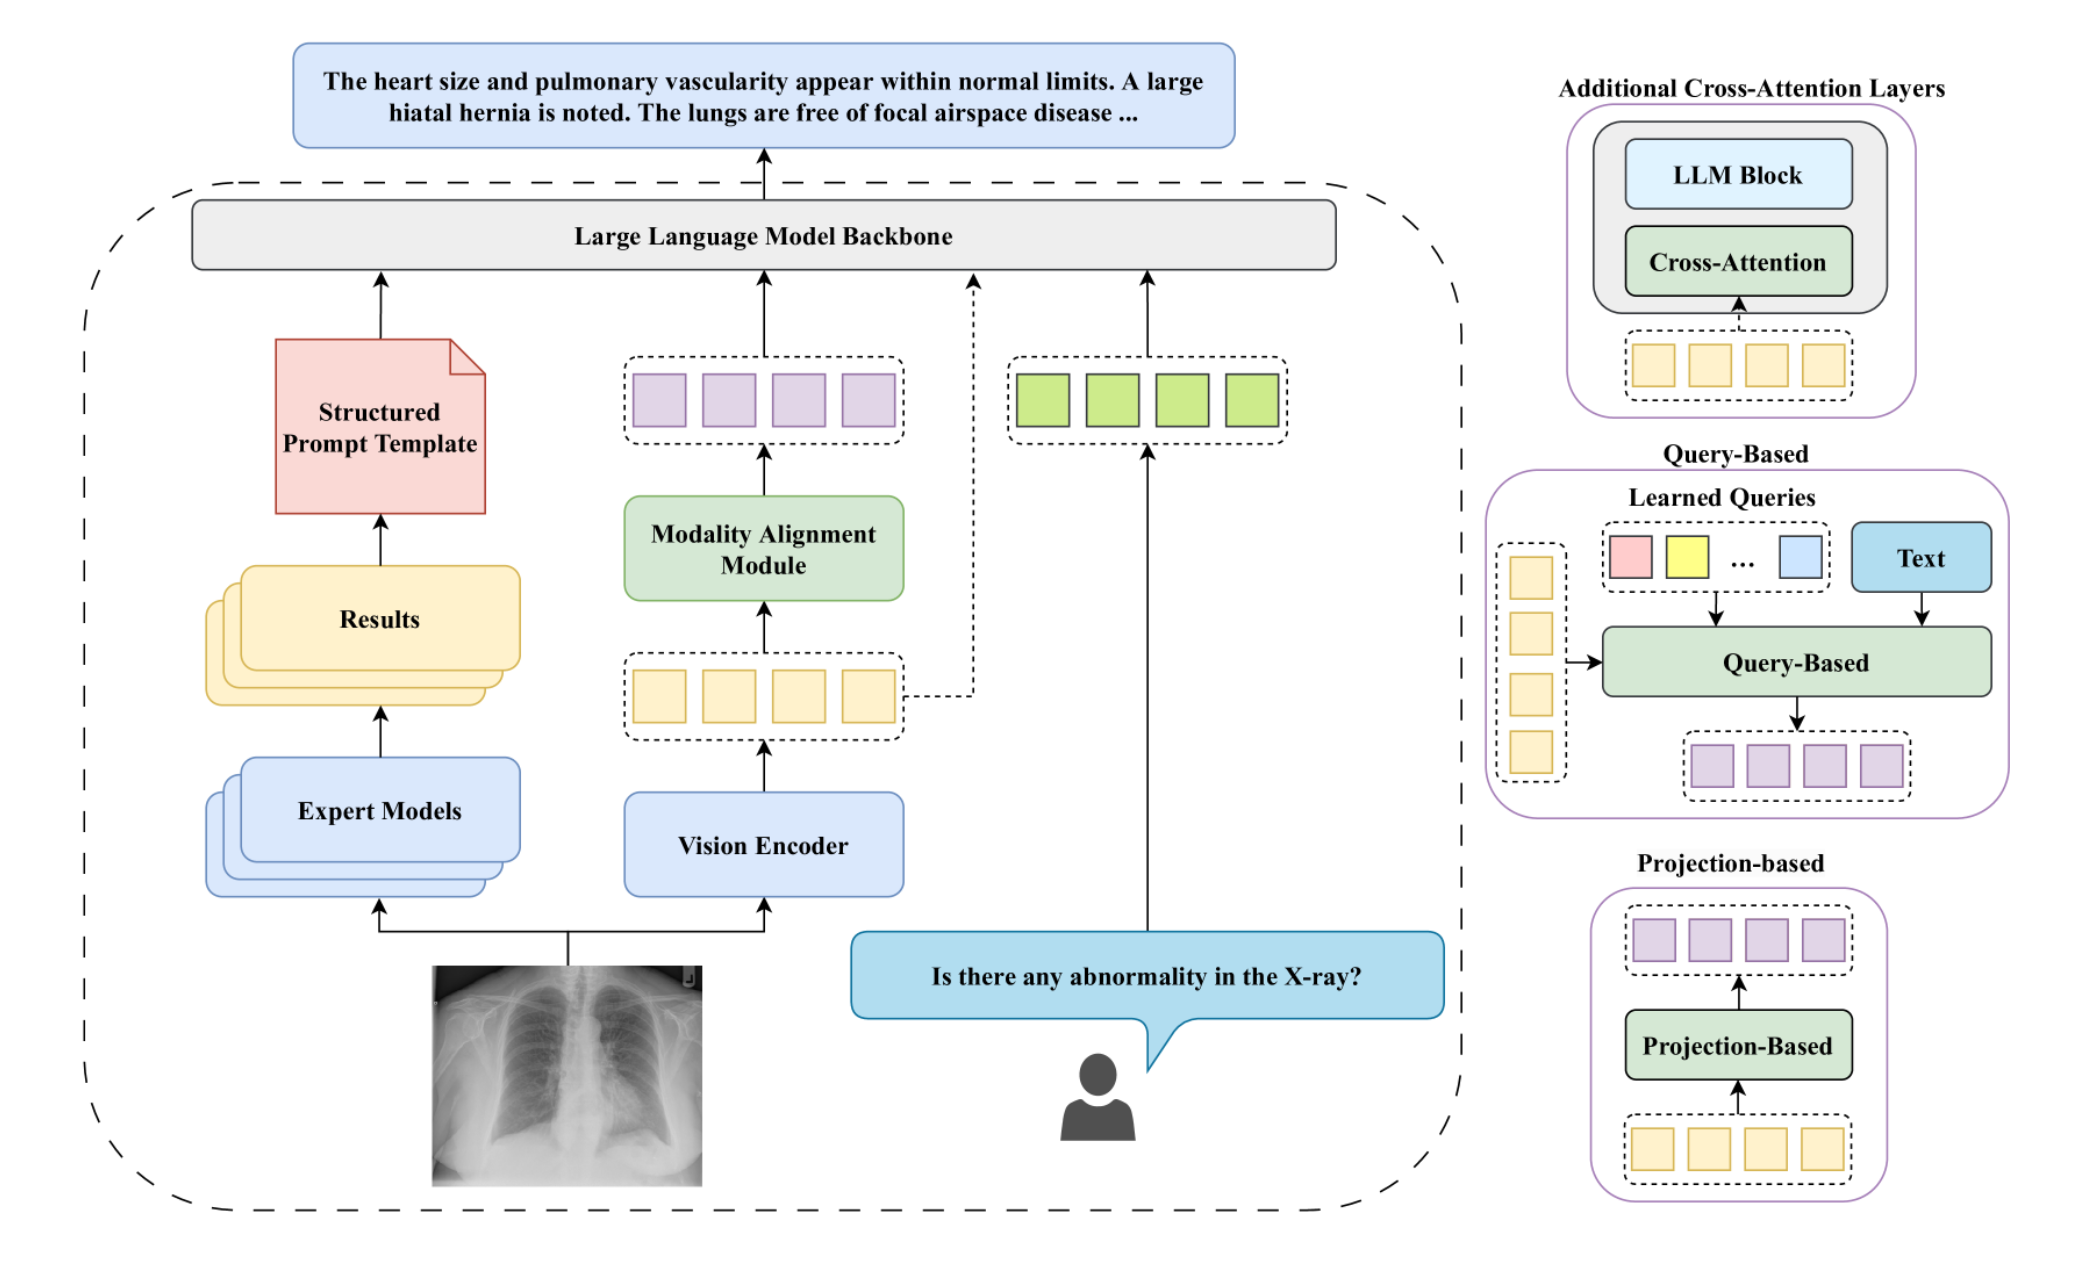 The heart size and pulmonary vascularity appear within normal limits. A large
hiatal hernia is noted. The lungs are free of focal airspace disease ...
Large Language Model Backbone
Structured
Prompt Template
Results
Expert Models
Modality Alignment
Module
Vision Encoder
Is there any abnormality in the X-ray?
Additional Cross-Attention Layers
LLM Block
Cross-Attention
Query-Based
Learned Queries
...
Text
Query-Based
Projection-based
Projection-Based